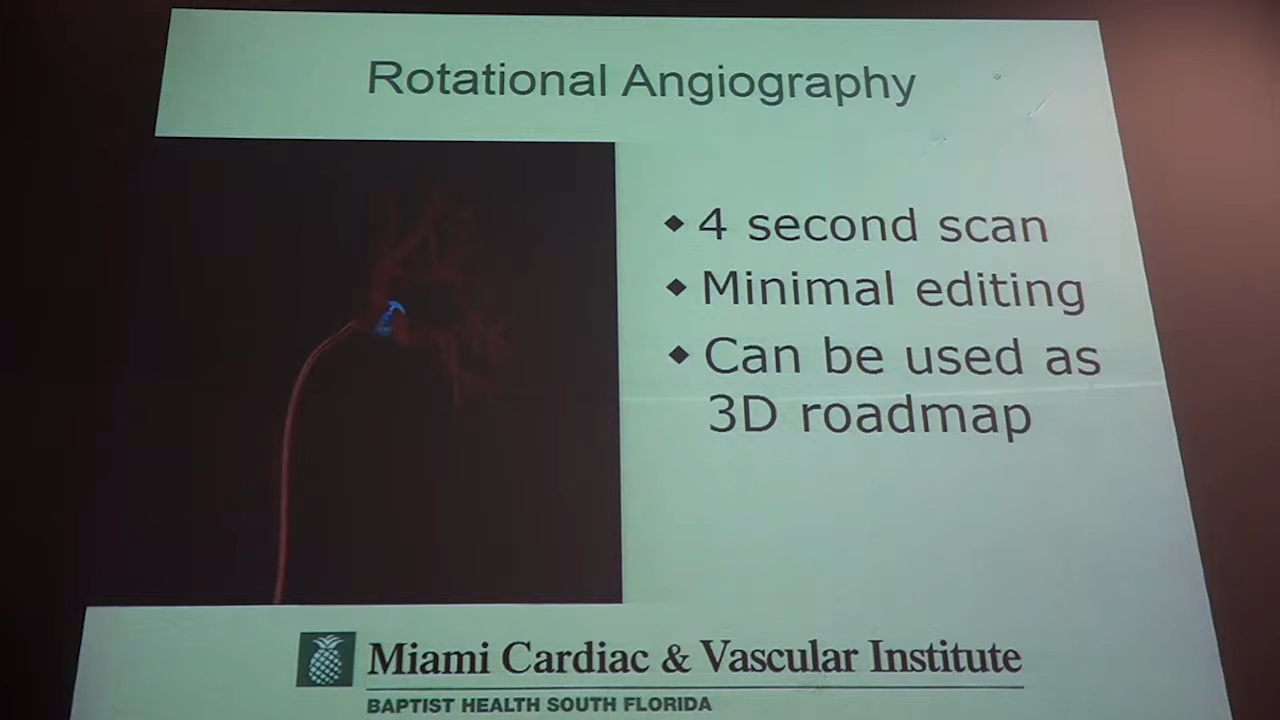 Rotational Angiography
◆ 4 second scan
◆ Minimal editing
◆ Can be used as
3D roadmap
Miami Cardiac & Vascular Institute
BAPTIST HEALTH SOUTH FLORIDA